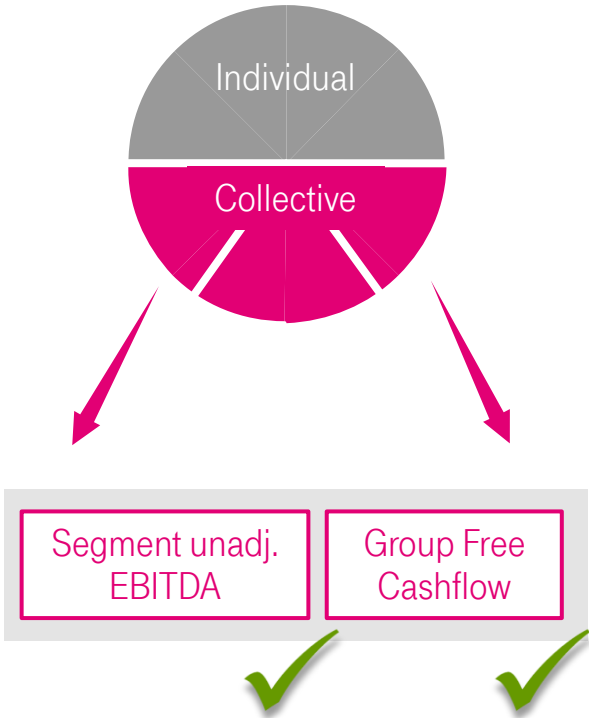 Individual
Collective
Segment unadj.
EBITDA
Group Free
Cashflow